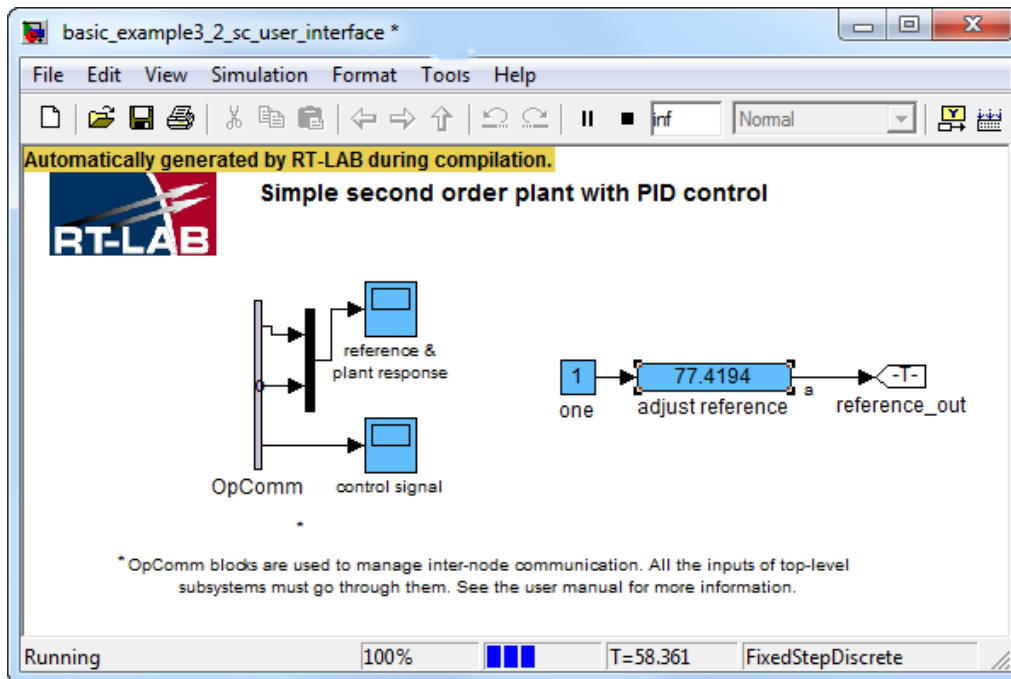 basic_example3_2_sc_user_interface *
File Edit View Simulation Format Tools Help
inf Normal
Automatically generated by RT-LAB during compilation.
RT-LAB
Simple second order plant with PID control
reference &
plant response
1
77.4194
a
-T-
one
adjust reference
reference_out
OpComm
control signal
*
* OpComm blocks are used to manage inter-node communication. All the inputs of top-level
subsystems must go through them. See the user manual for more information.
Running 100% T=58.361 FixedStepDiscrete